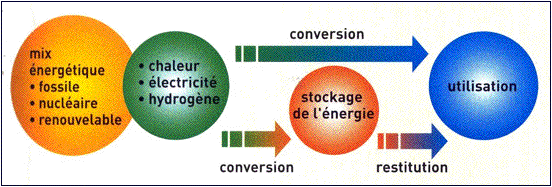 mix
énergétique
• fossile
• nucléaire
• renouvelable
• chaleur
• électricité
• hydrogène
conversion
stockage
de l'énergie
utilisation
conversion
restitution